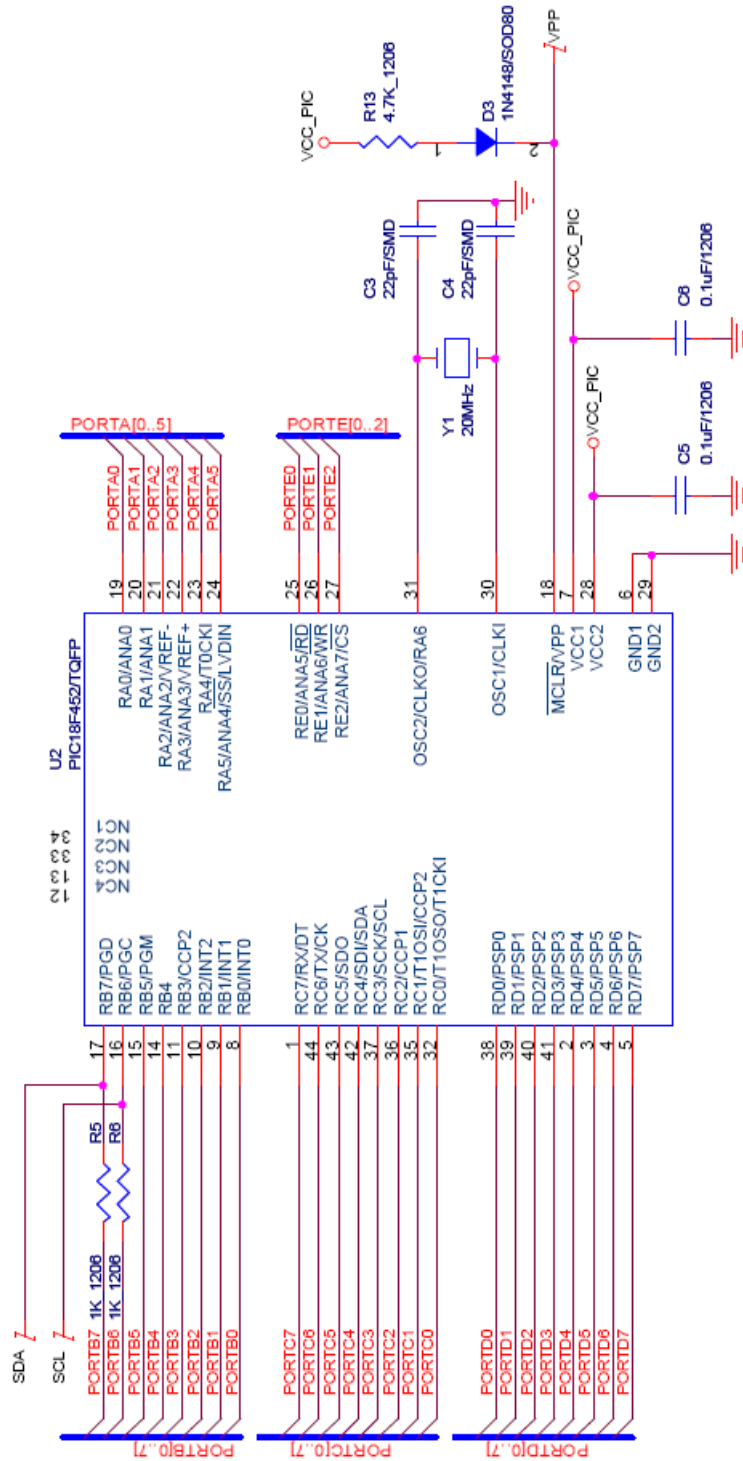 SDA
SCL
PORTB[0..7]
PORTB7
PORTB6
PORTB5
PORTB4
PORTB3
PORTB2
PORTB1
PORTB0
1K_1206
1K_1206
R5
R6
17
16
15
14
11
10
9
8
RB7/PGD
RB6/PGC
RB5/PGM
RB4
RB3/CCP2
RB2/INT2
RB1/INT1
RB0/INT0
PORTC[0..7]
PORTC7
PORTC6
PORTC5
PORTC4
PORTC3
PORTC2
PORTC1
PORTC0
1
44
43
42
37
36
35
32
RC7/RX/DT
RC6/TX/CK
RC5/SDO
RC4/SDI/SDA
RC3/SCK/SCL
RC2/CCP1
RC1/T1OSI/CCP2
RC0/T1OSO/T1CKI
PORTD[0..7]
PORTD0
PORTD1
PORTD2
PORTD3
PORTD4
PORTD5
PORTD6
PORTD7
38
39
40
41
2
3
4
5
RD0/PSP0
RD1/PSP1
RD2/PSP2
RD3/PSP3
RD4/PSP4
RD5/PSP5
RD6/PSP6
RD7/PSP7
12
13
33
34
NC4
NC3
NC2
NC1
U2
PIC18F452/TQFP
RA0/ANA0
RA1/ANA1
RA2/ANA2/VREF-
RA3/ANA3/VREF+
RA4/T0CKI
RA5/ANA4/SS/LVDIN
19
20
21
22
23
24
PORTA0
PORTA1
PORTA2
PORTA3
PORTA4
PORTA5
PORTA[0..5]
RE0/ANA5/RD
RE1/ANA6/WR
RE2/ANA7/CS
25
26
27
PORTE0
PORTE1
PORTE2
PORTE[0..2]
OSC2/CLKO/RA6
31
OSC1/CLKI
30
Y1
20MHz
C3
22pF/SMD
C4
22pF/SMD
MCLR/VPP
18
VCC_PIC
R13
4.7K_1206
1
D3
1N4148/SOD80
2
VPP
VCC1
7
VCC2
28
VCC_PIC
VCC_PIC
C5
0.1uF/1206
C6
0.1uF/1206
GND1
6
GND2
29